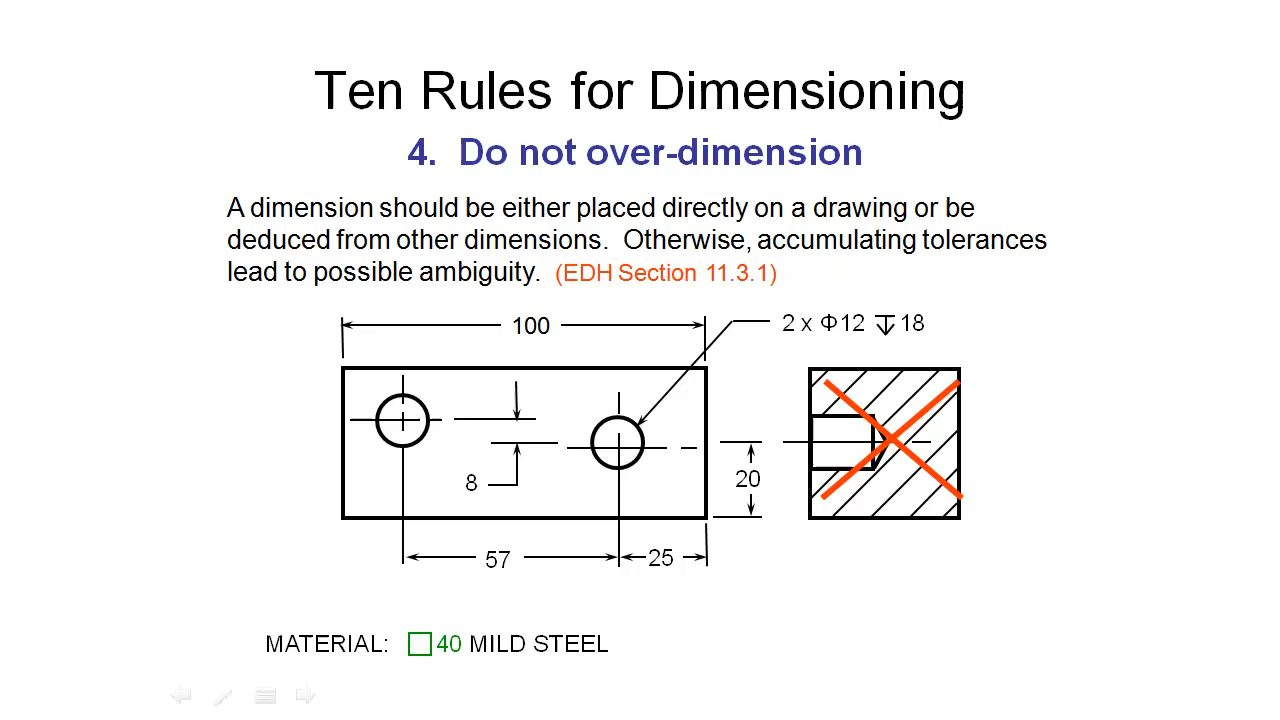 Ten Rules for Dimensioning
4. Do not over-dimension
A dimension should be either placed directly on a drawing or be
deduced from other dimensions. Otherwise, accumulating tolerances
lead to possible ambiguity. (EDH Section 11.3.1)
100
2 x Φ12 ↧18
8
20
57
25
MATERIAL: □40 MILD STEEL